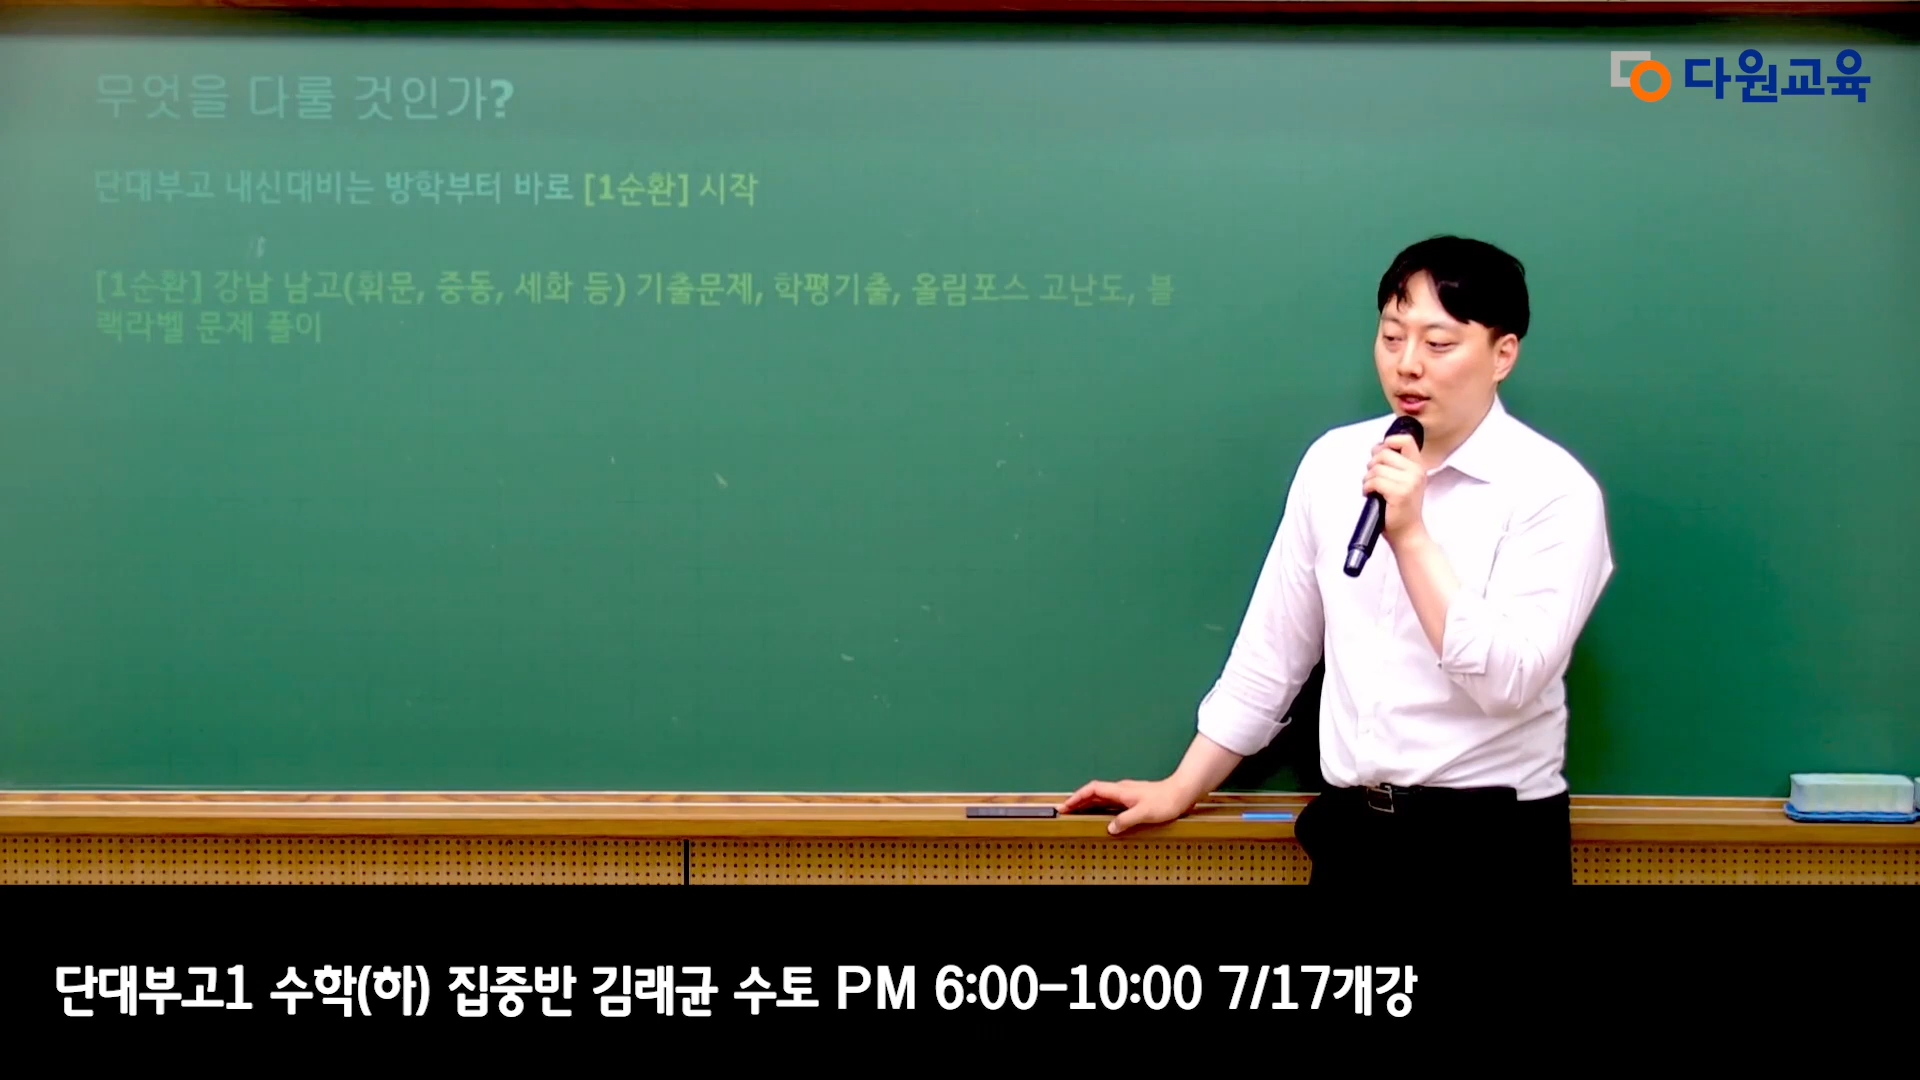 무엇을 다룰 것인가?
다원교육
단대부고 내신대비는 방학부터 바로 [1순환] 시작
[1순환] 강남 남고(휘문, 중동, 세화 등) 기출문제, 학평기출, 올림포스 고난도, 블
랙라벨 문제 풀이
단대부고1 수학(하) 집중반 김래균 수토 PM 6:00-10:00 7/17개강